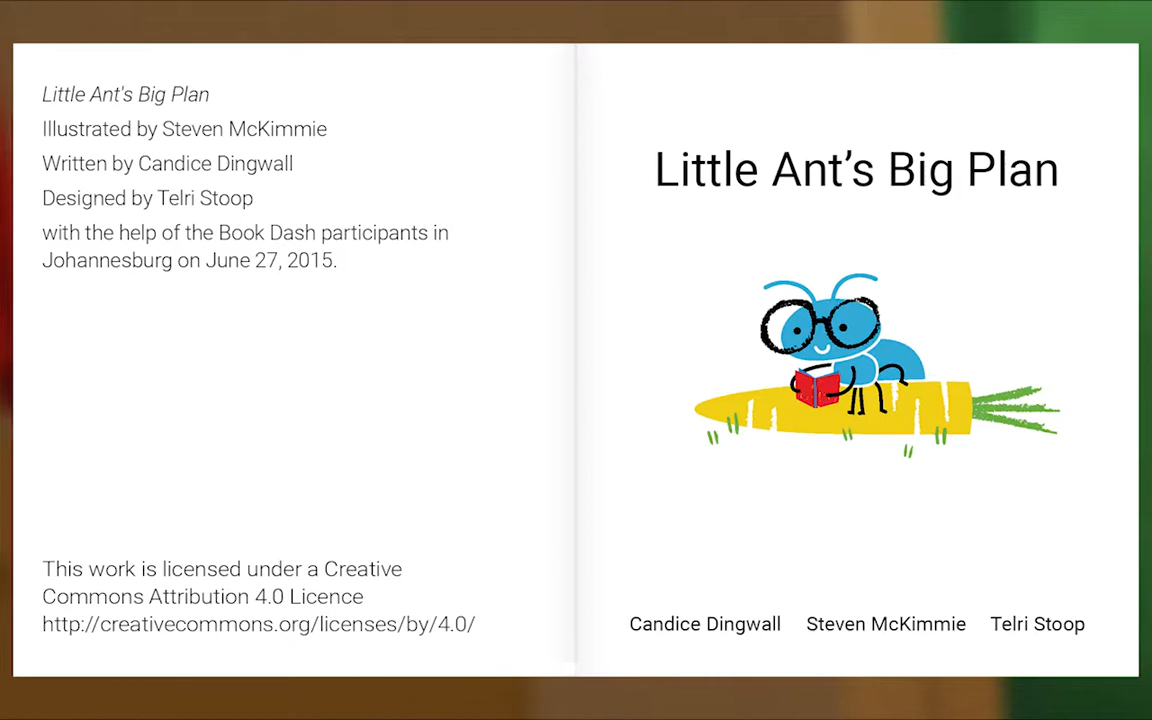 Little Ant's Big Plan
Illustrated by Steven McKimmie
Written by Candice Dingwall
Designed by Telri Stoop
with the help of the Book Dash participants in
Johannesburg on June 27, 2015.
This work is licensed under a Creative
Commons Attribution 4.0 Licence
http://creativecommons.org/licenses/by/4.0/
Little Ant’s Big Plan
Candice Dingwall Steven McKimmie Telri Stoop